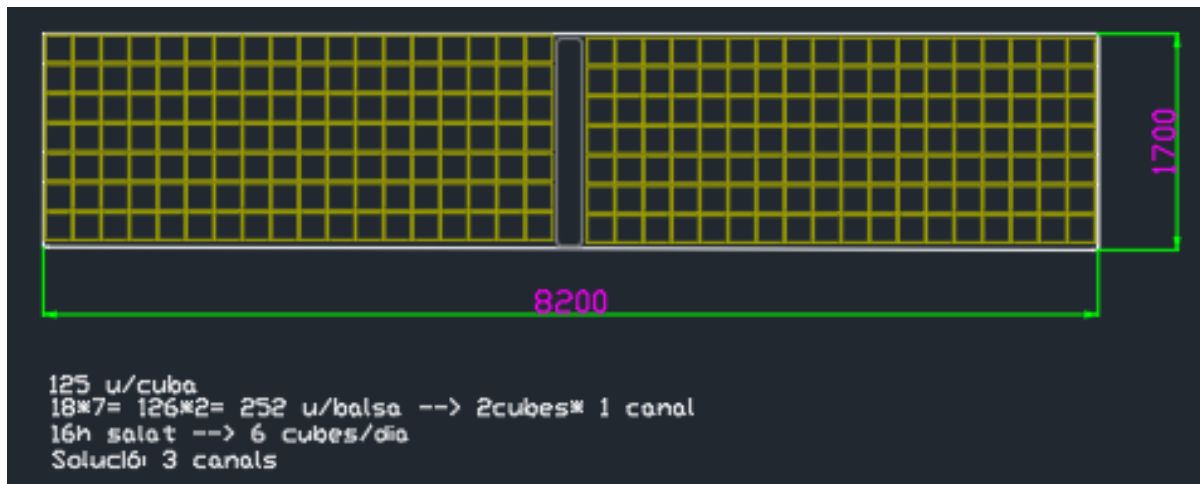 1700
8200
125 u/cuba
18*7= 126*2= 252 u/balsa --> 2cubes* 1 canal
16h salat --> 6 cubes/dia
Solució: 3 canals